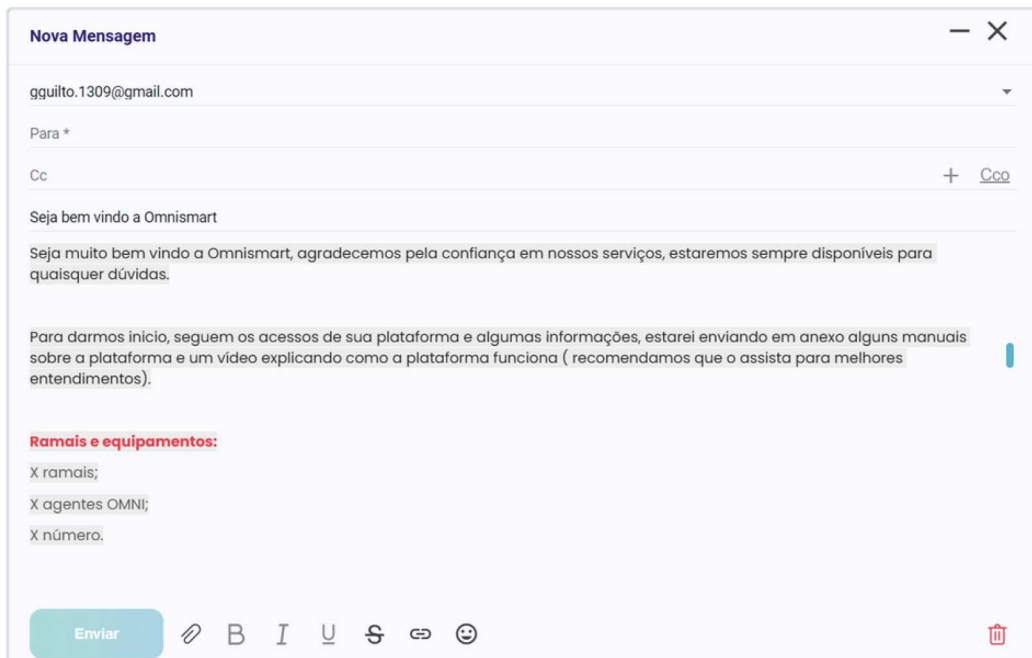 Nova Mensagem
gguilto.1309@gmail.com
Para *
Cc
Cco
Seja bem vindo a Omnismart
Seja muito bem vindo a Omnismart, agradecemos pela confiança em nossos serviços, estaremos sempre disponíveis para
quaisquer dúvidas.
Para darmos inicio, seguem os acessos de sua plataforma e algumas informações, estarei enviando em anexo alguns manuais
sobre a plataforma e um vídeo explicando como a plataforma funciona ( recomendamos que o assista para melhores
entendimentos).
Ramais e equipamentos:
X ramais;
X agentes OMNI;
X número.
Enviar
B I U S